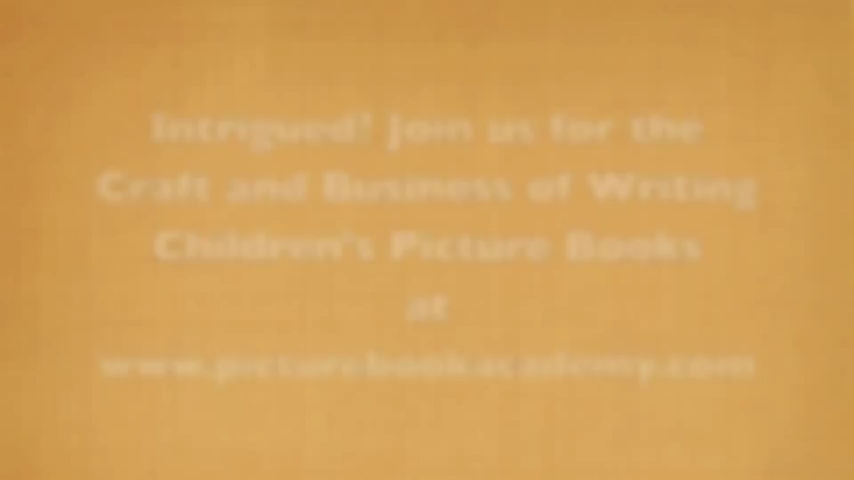 Intrigued? Join us for the
Craft and Business of Writing
Children's Picture Books
at
www.picturebookacademy.com